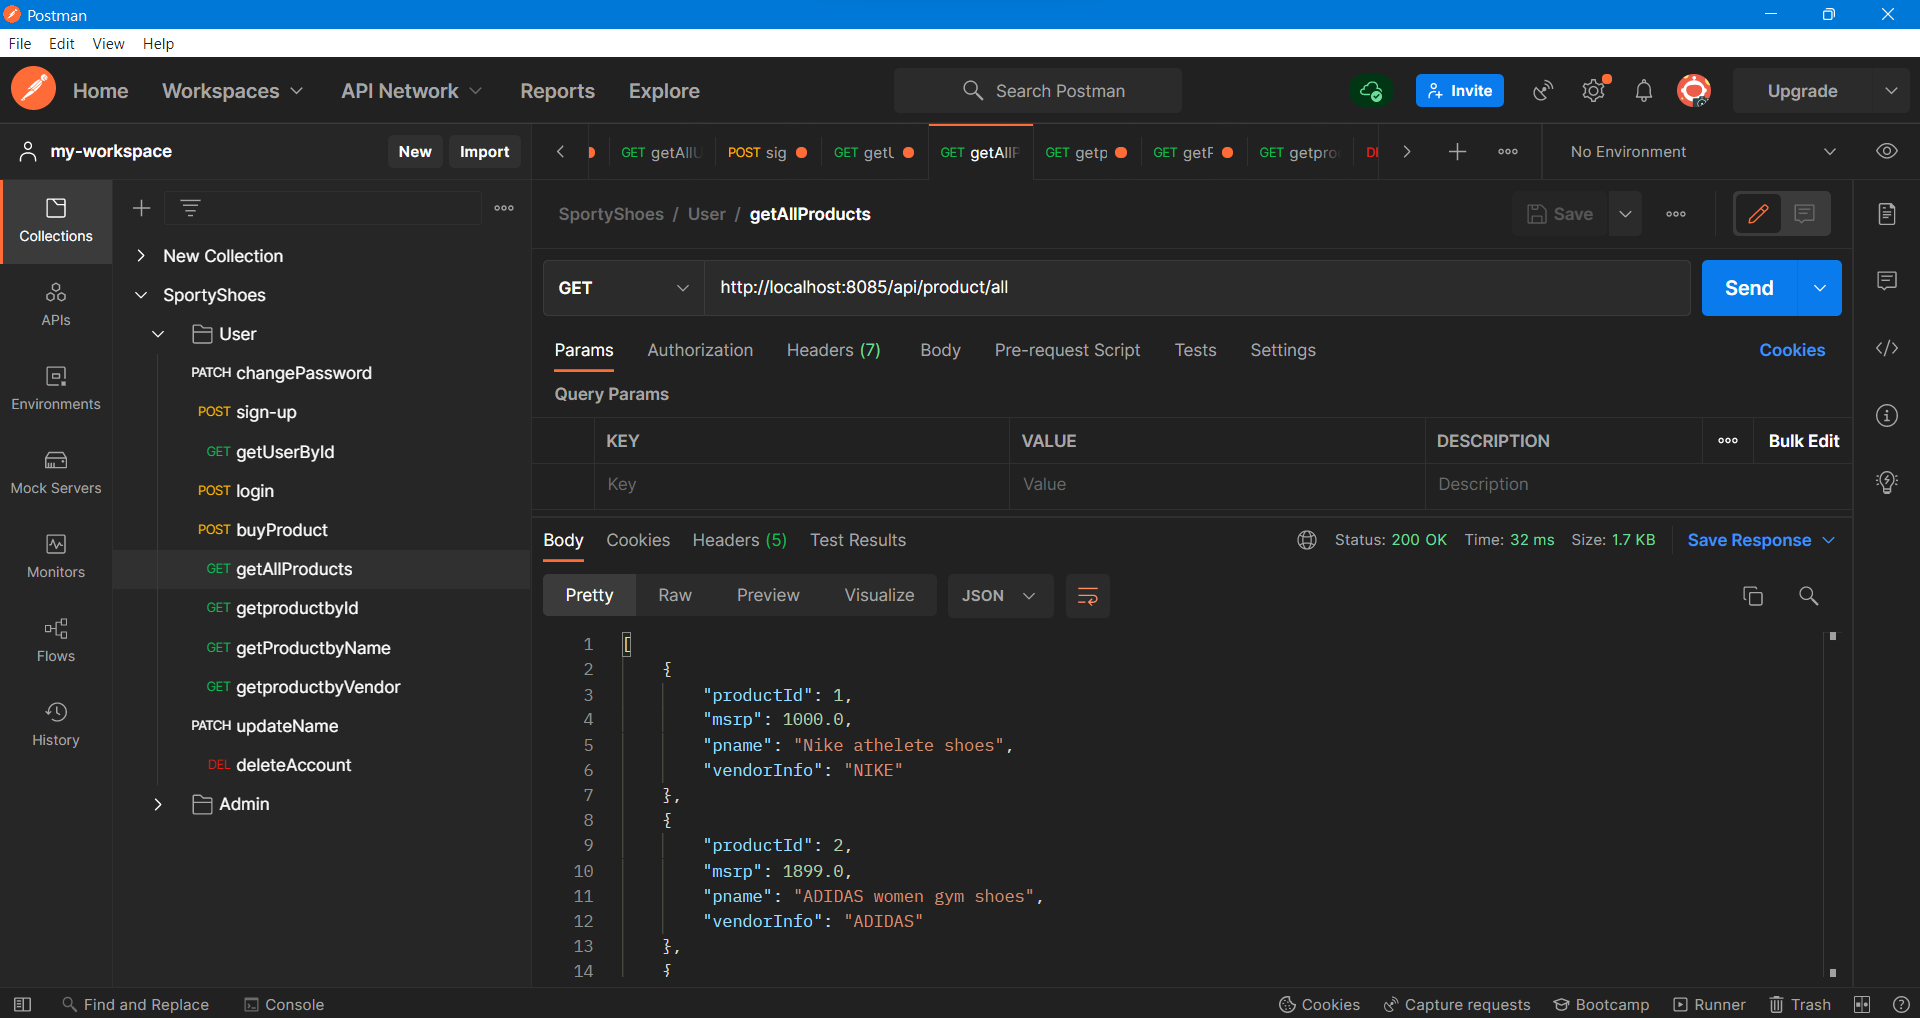 Postman
File Edit View Help
Home Workspaces API Network Reports Explore Search Postman Invite Upgrade
my-workspace New Import GET getAllU POST sig GET getU GET getAllP GET getp GET getF GET getpro DI No Environment
Collections
APIs
Environments
Mock Servers
Monitors
Flows
History
New Collection
SportyShoes
User
PATCH changePassword
POST sign-up
GET getUserById
POST login
POST buyProduct
GET getAllProducts
GET getproductbyId
GET getProductbyName
GET getproductbyVendor
PATCH updateName
DEL deleteAccount
Admin
SportyShoes / User / getAllProducts Save
GET http://localhost:8085/api/product/all Send
Params Authorization Headers (7) Body Pre-request Script Tests Settings Cookies
Query Params
KEY VALUE DESCRIPTION Bulk Edit
Key Value Description
Body Cookies Headers (5) Test Results Status: 200 OK Time: 32 ms Size: 1.7 KB Save Response
Pretty Raw Preview Visualize JSON
1 [
2 {
3 "productId": 1,
4 "msrp": 1000.0,
5 "pname": "Nike athelete shoes",
6 "vendorInfo": "NIKE"
7 },
8 {
9 "productId": 2,
10 "msrp": 1899.0,
11 "pname": "ADIDAS women gym shoes",
12 "vendorInfo": "ADIDAS"
13 },
14 {
Find and Replace Console Cookies Capture requests Bootcamp Runner Trash